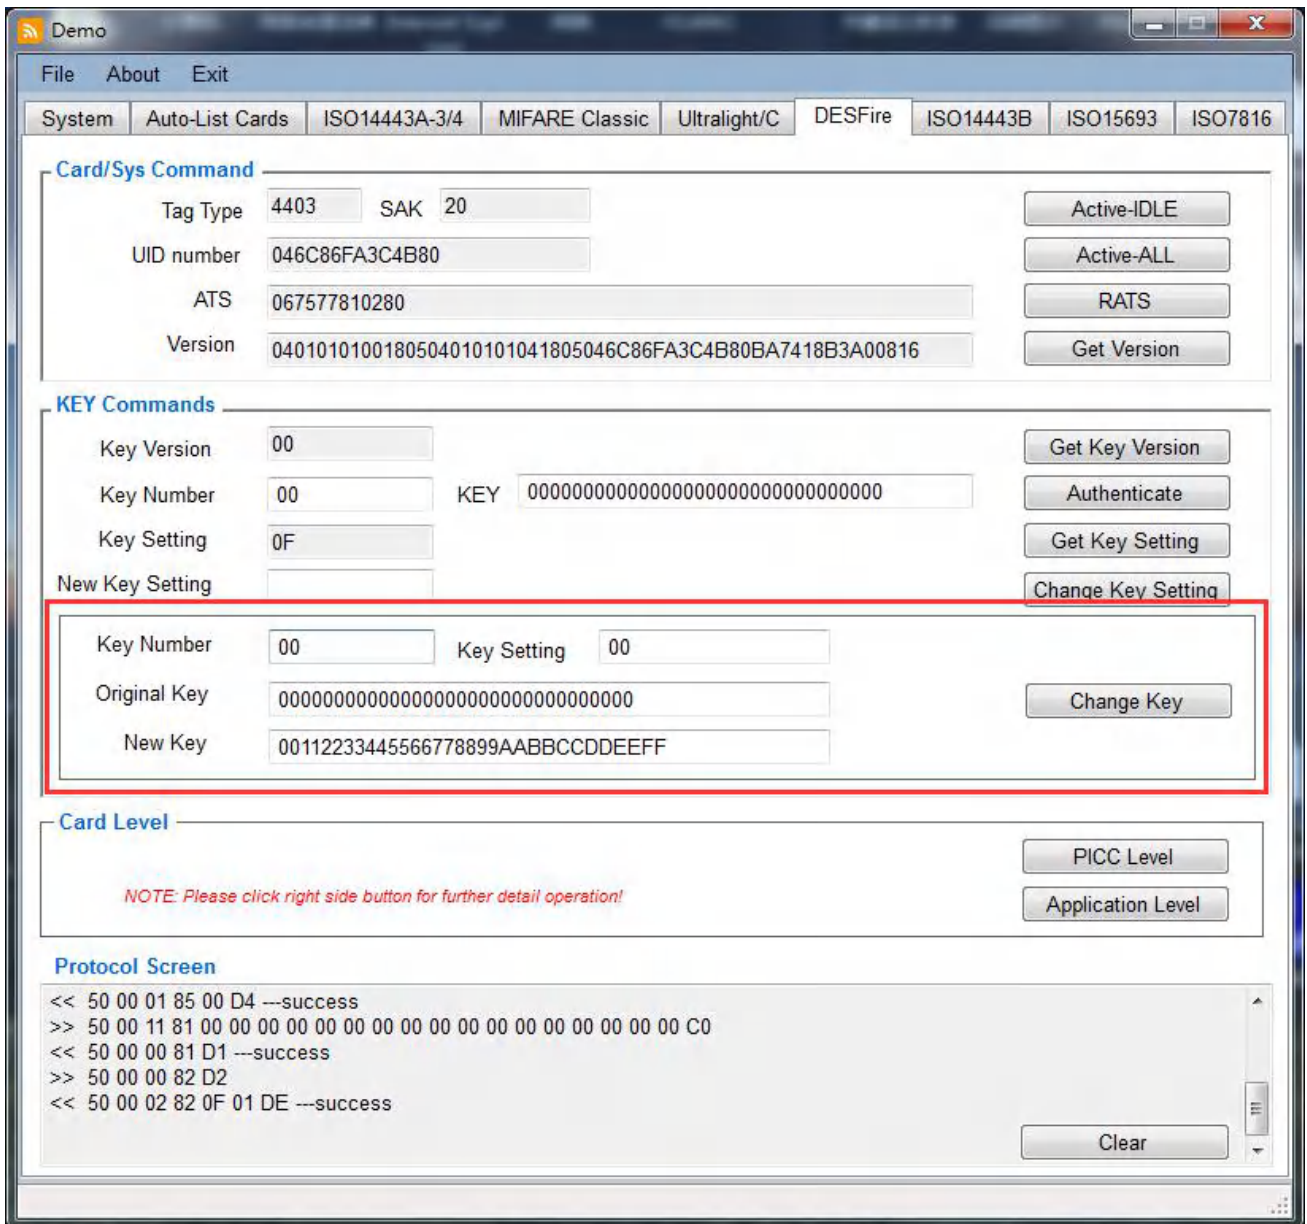 Demo
File About Exit
System Auto-List Cards ISO14443A-3/4 MIFARE Classic Ultralight/C DESFire ISO14443B ISO15693 ISO7816
Card/Sys Command
Tag Type 4403 SAK 20 Active-IDLE
UID number 046C86FA3C4B80 Active-ALL
ATS 067577810280 RATS
Version 0401010100180504010101041805046C86FA3C4B80BA7418B3A00816 Get Version
KEY Commands
Key Version 00 Get Key Version
Key Number 00 KEY 00000000000000000000000000000000 Authenticate
Key Setting 0F Get Key Setting
New Key Setting Change Key Setting
Key Number 00 Key Setting 00
Original Key 00000000000000000000000000000000 Change Key
New Key 00112233445566778899AABBCCDDEEFF
Card Level
PICC Level
NOTE: Please click right side button for further detail operation!
Application Level
Protocol Screen
<< 50 00 01 85 00 D4 ---success
>> 50 00 11 81 00 00 00 00 00 00 00 00 00 00 00 00 00 00 00 00 00 C0
<< 50 00 00 81 D1 ---success
>> 50 00 00 82 D2
<< 50 00 02 82 0F 01 DE ---success
Clear